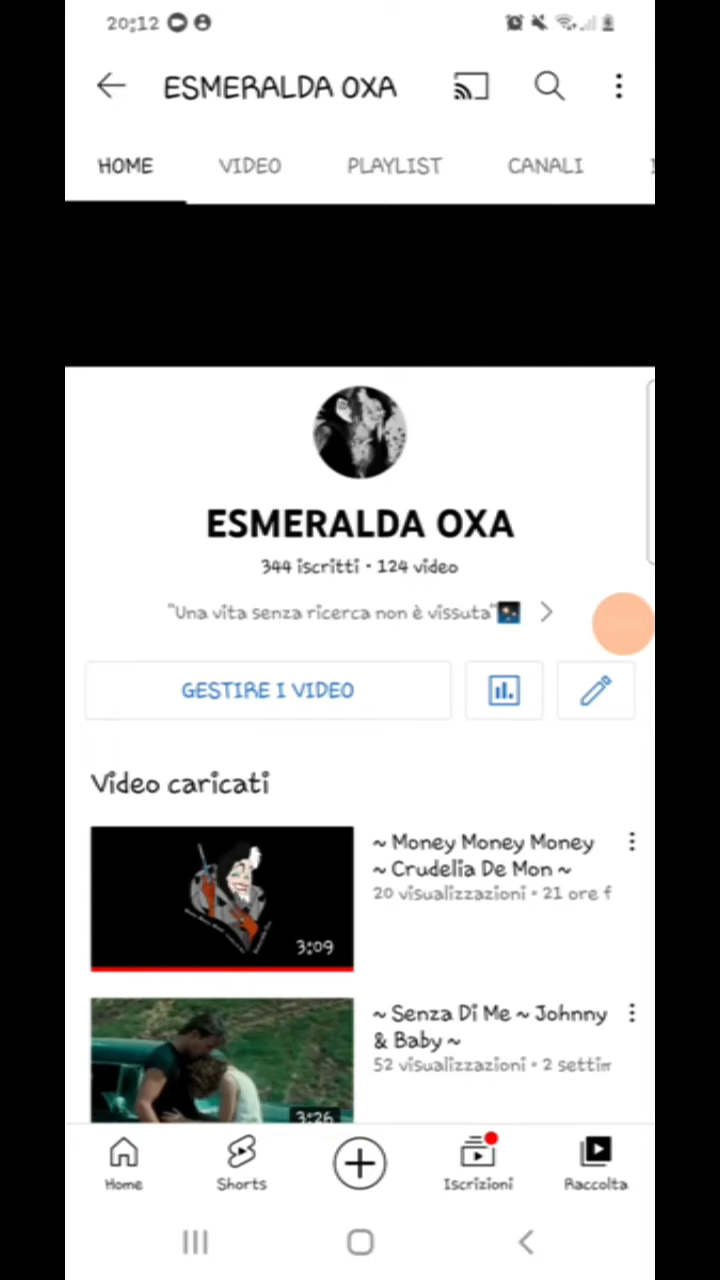 20:12
ESMERALDA OXA
HOME VIDEO PLAYLIST CANALI
ESMERALDA OXA
344 iscritti • 124 video
"Una vita senza ricerca non è vissuta"
GESTIRE I VIDEO
Video caricati
~ Money Money Money
~ Crudelia De Mon ~
20 visualizzazioni • 21 ore f
3:09
~ Senza Di Me ~ Johnny
& Baby ~
52 visualizzazioni • 2 settim
3:26
Home Shorts Iscrizioni Raccolta